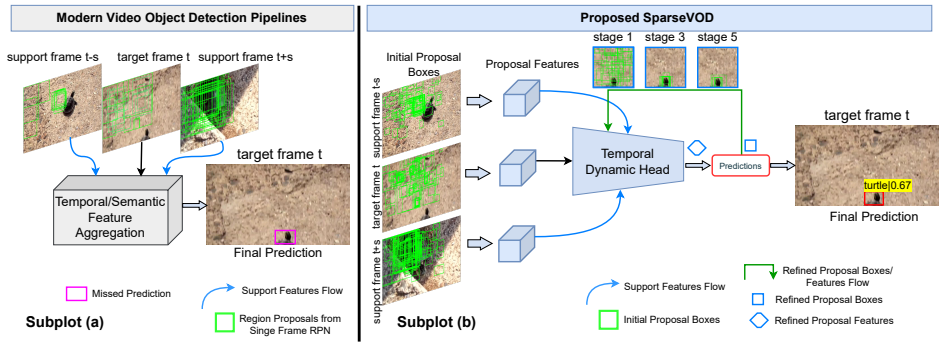 Modern Video Object Detection Pipelines
support frame t-s
target frame t
support frame t+s
Temporal/Semantic
Feature
Aggregation
target frame t
Final Prediction
Missed Prediction
Support Features Flow
Region Proposals from
Singe Frame RPN
Subplot (a)
Proposed SparseVOD
Initial Proposal
Boxes
Proposal Features
stage 1
stage 3
stage 5
support frame t-s
target frame t
support frame t+s
Temporal
Dynamic Head
Predictions
target frame t
turtle|0.67
Final Prediction
Support Features Flow
Initial Proposal Boxes
Refined Proposal Boxes/
Features Flow
Refined Proposal Boxes
Refined Proposal Features
Subplot (b)